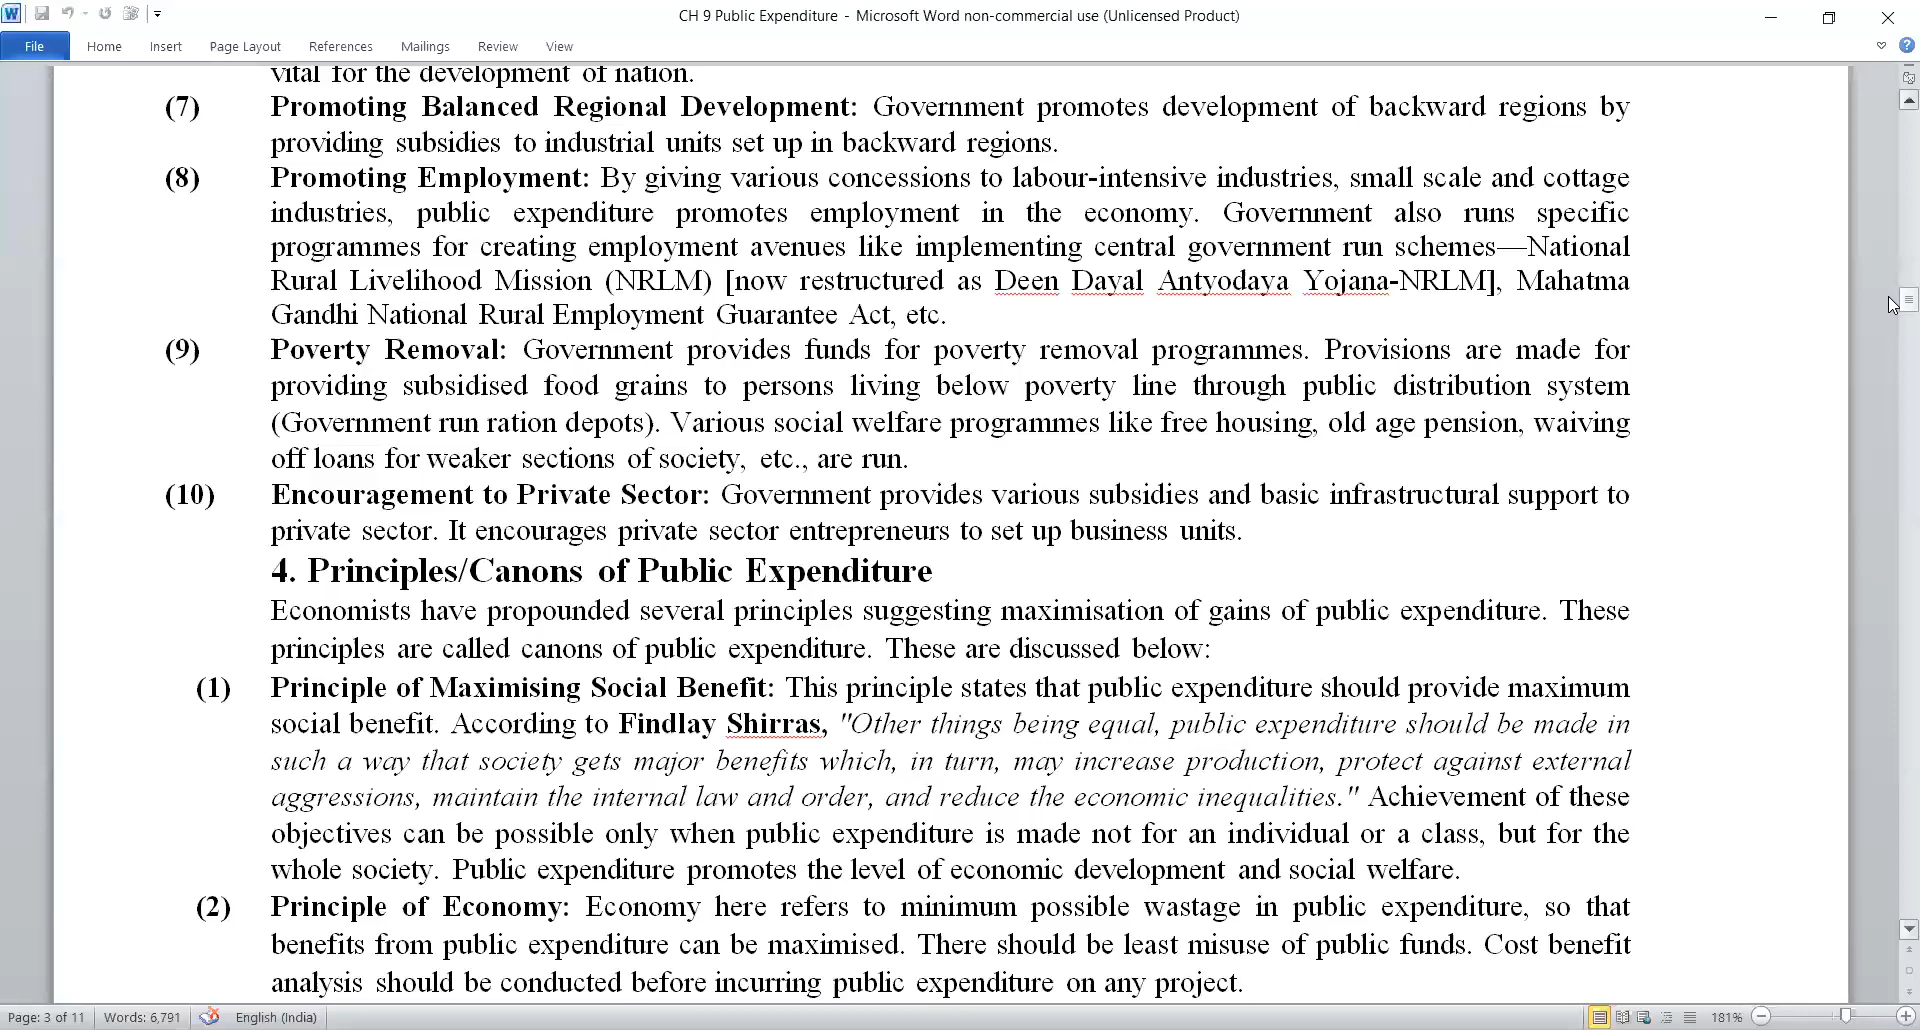 CH 9 Public Expenditure - Microsoft Word non-commercial use (Unlicensed Product)
File Home Insert Page Layout References Mailings Review View
vital for the development of nation.
(7) Promoting Balanced Regional Development: Government promotes development of backward regions by
providing subsidies to industrial units set up in backward regions.
(8) Promoting Employment: By giving various concessions to labour-intensive industries, small scale and cottage
industries, public expenditure promotes employment in the economy. Government also runs specific
programmes for creating employment avenues like implementing central government run schemes—National
Rural Livelihood Mission (NRLM) [now restructured as Deen Dayal Antyodaya Yojana-NRLM], Mahatma
Gandhi National Rural Employment Guarantee Act, etc.
(9) Poverty Removal: Government provides funds for poverty removal programmes. Provisions are made for
providing subsidised food grains to persons living below poverty line through public distribution system
(Government run ration depots). Various social welfare programmes like free housing, old age pension, waiving
off loans for weaker sections of society, etc., are run.
(10) Encouragement to Private Sector: Government provides various subsidies and basic infrastructural support to
private sector. It encourages private sector entrepreneurs to set up business units.
4. Principles/Canons of Public Expenditure
Economists have propounded several principles suggesting maximisation of gains of public expenditure. These
principles are called canons of public expenditure. These are discussed below:
(1) Principle of Maximising Social Benefit: This principle states that public expenditure should provide maximum
social benefit. According to Findlay Shirras, "Other things being equal, public expenditure should be made in
such a way that society gets major benefits which, in turn, may increase production, protect against external
aggressions, maintain the internal law and order, and reduce the economic inequalities." Achievement of these
objectives can be possible only when public expenditure is made not for an individual or a class, but for the
whole society. Public expenditure promotes the level of economic development and social welfare.
(2) Principle of Economy: Economy here refers to minimum possible wastage in public expenditure, so that
benefits from public expenditure can be maximised. There should be least misuse of public funds. Cost benefit
analysis should be conducted before incurring public expenditure on any project.
Page: 3 of 11 Words: 6,791 English (India) 181%